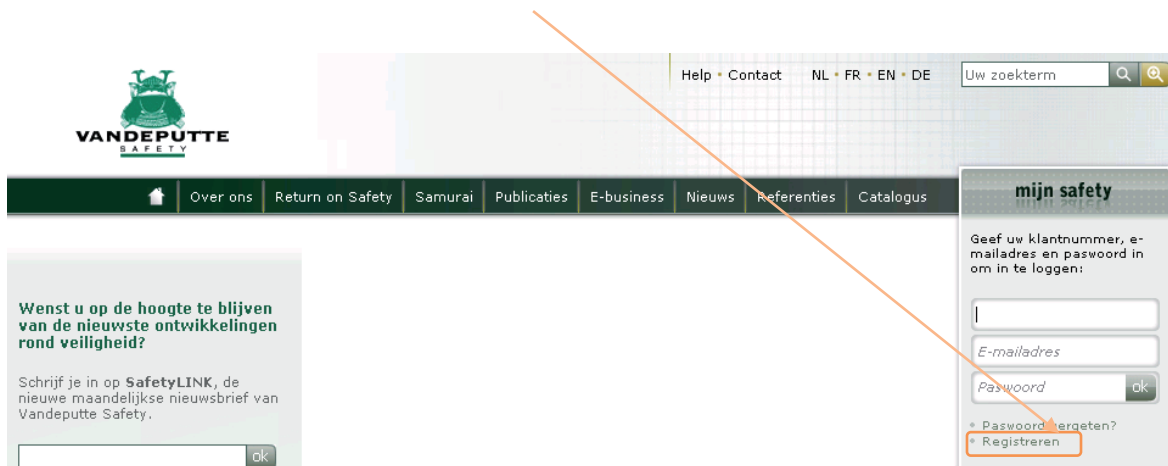 Help • Contact NL • FR • EN • DE
Uw zoekterm
VANDEPUTTE
SAFETY
Over ons Return on Safety Samurai Publicaties E-business Nieuws Referenties Catalogus
mijn safety
Geef uw klantnummer, e-
mailadres en paswoord in
om in te loggen:
E-mailadres
Paswoord ok
• Paswoord vergeten?
• Registreren
Wenst u op de hoogte te blijven
van de nieuwste ontwikkelingen
rond veiligheid?
Schrijf je in op SafetyLINK, de
nieuwe maandelijkse nieuwsbrief van
Vandeputte Safety.
ok